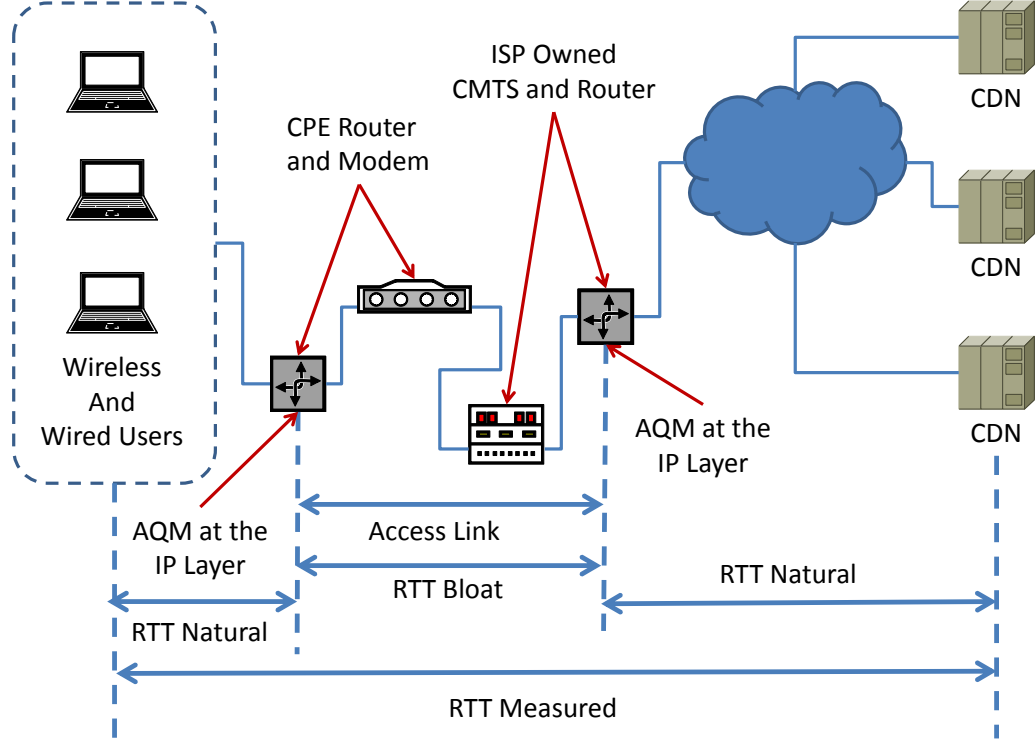 ISP Owned
CMTS and Router
CDN
CPE Router
and Modem
CDN
Wireless
And
Wired Users
AQM at the
IP Layer
CDN
AQM at the
IP Layer
Access Link
RTT Bloat
RTT Natural
RTT Natural
RTT Measured